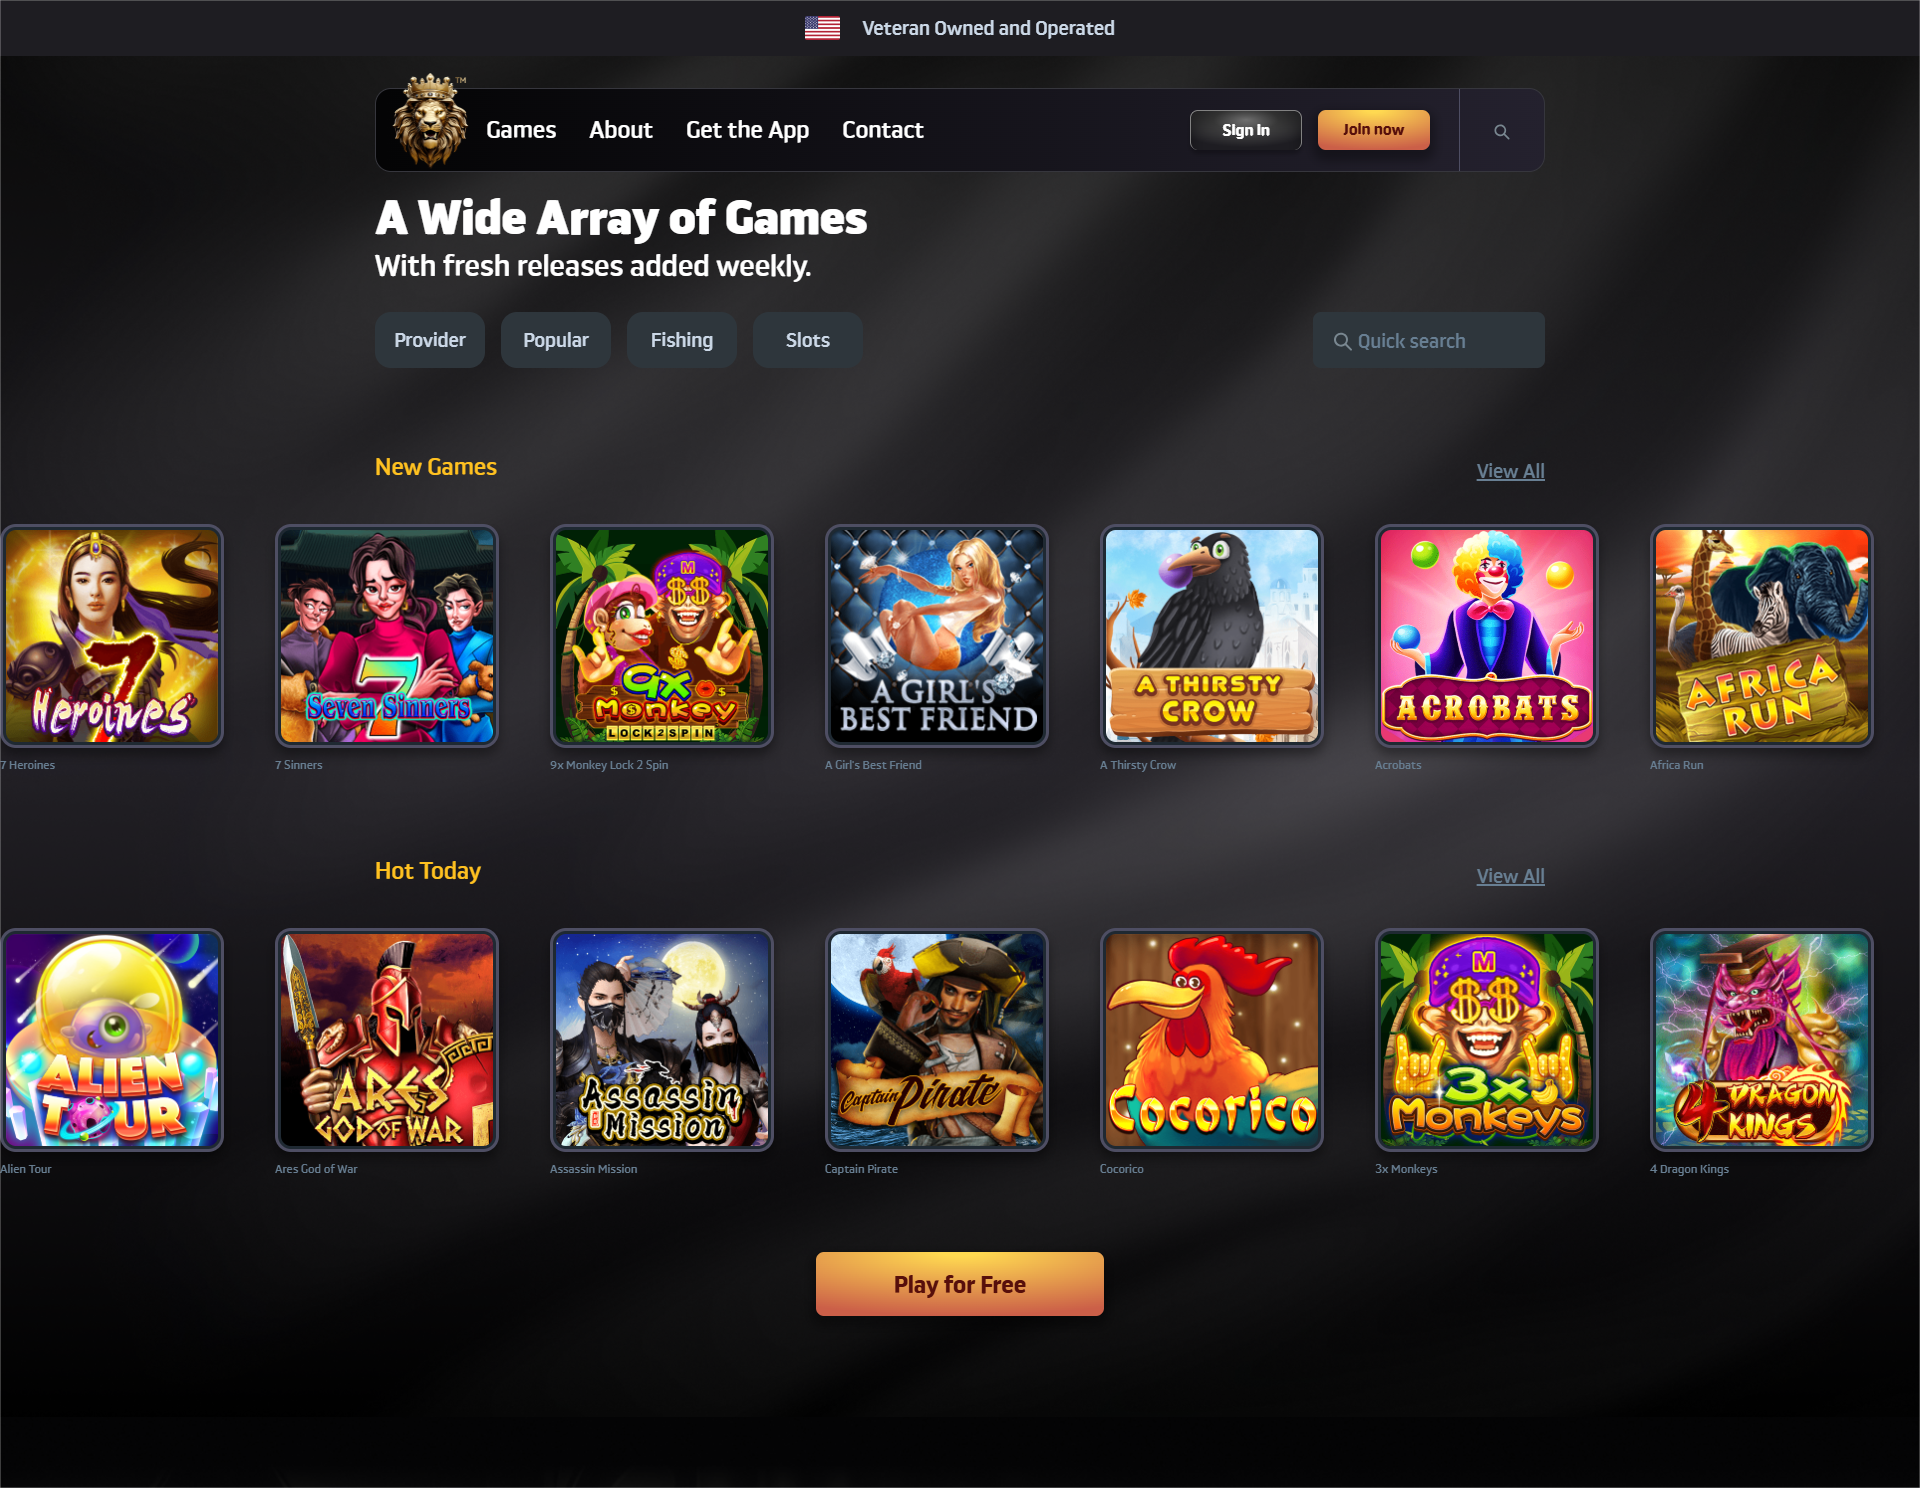 Veteran Owned and Operated
TM
Games About Get the App Contact Sign in Join now
A Wide Array of Games
With fresh releases added weekly.
Provider Popular Fishing Slots Quick search
New Games View All
7
Heroines
7
Seven Sinners
M
$-$
$
9x
$ $
Monkey
LOCK2SPIN
A GIRL'S
BEST FRIEND
A THIRSTY
CROW
ACROBATS
AFRICA
RUN
7 Heroines 7 Sinners 9x Monkey Lock 2 Spin A Girl's Best Friend A Thirsty Crow Acrobats Africa Run
Hot Today View All
ALIEN
TOUR
ARES
GOD OF WAR
Assassin
Mission
Captain Pirate
Cocorico
M
$-$
3x
Monkeys
4 DRAGON
KINGS
Alien Tour Ares God of War Assassin Mission Captain Pirate Cocorico 3x Monkeys 4 Dragon Kings
Play for Free